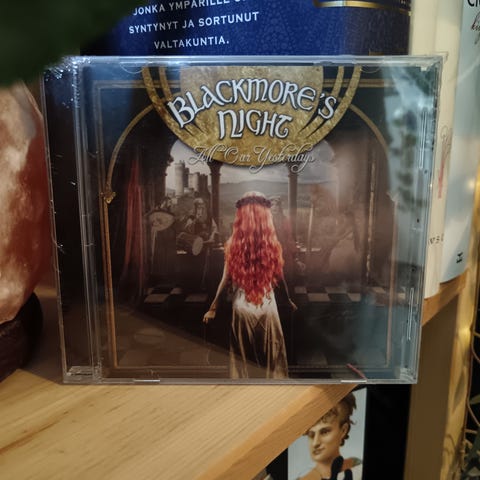 JONKA YMPÄRILLE
SYNTYNYT JA SORTUNUT
VALTAKUNTIA.
BLACKMORE'S
NIGHT
All Our Yesterdays